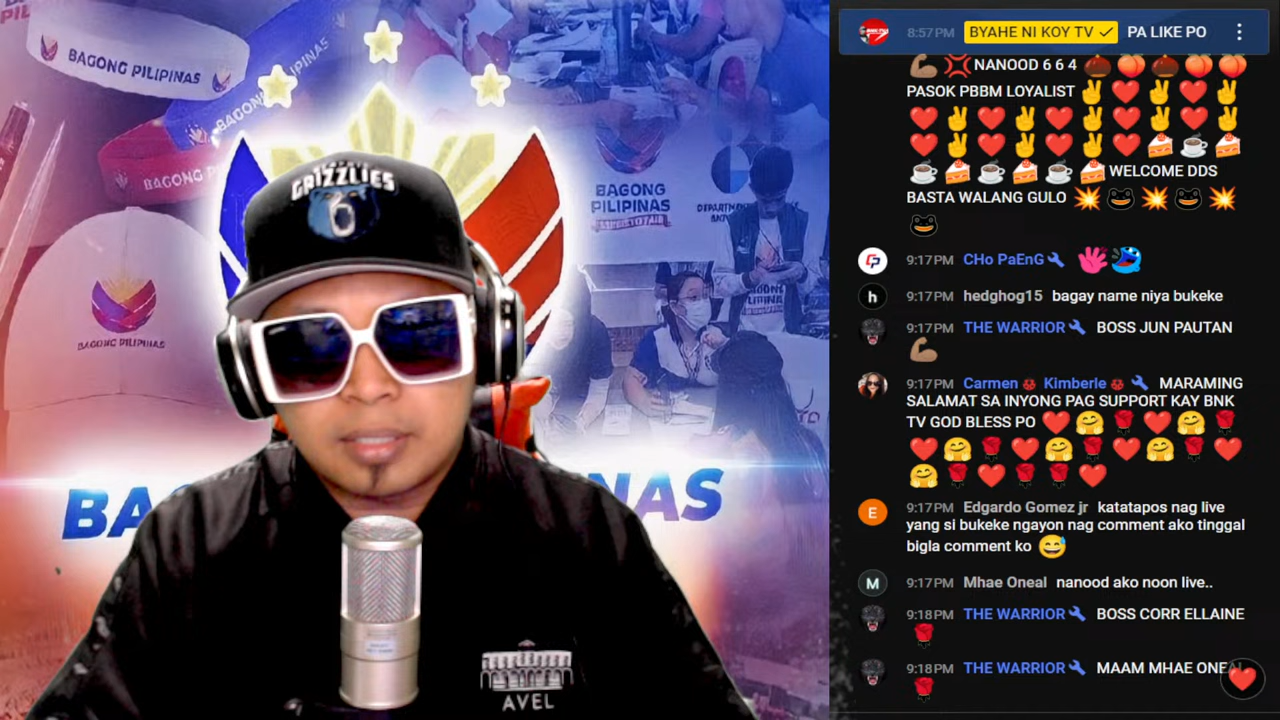 BAGONG PILIPINAS
BAGONG PILIPINAS
GRIZZLIES
6
BAGONG
PILIPINAS
BA
NAS
AVEL
8:57 PM BYAHE NI KOY TV PA LIKE PO
💪🏽 💢 NANOOD 6 6 4 🌰 🍑 🌰 🍑 🍑
PASOK PBBM LOYALIST ✌️ ❤️ ✌️ ❤️ ✌️
❤️ ✌️ ❤️ ✌️ ❤️ ✌️ ❤️ ✌️ ❤️ ✌️
❤️ ✌️ ❤️ ✌️ ❤️ ✌️ ❤️ 🍰 ☕ 🍰
☕ 🍰 ☕ 🍰 ☕ 🍰 WELCOME DDS
BASTA WALANG GULO 💥 🐸 💥 🐸 💥
🐸
9:17 PM CHo PaEnG
9:17 PM hedghog15 bagay name niya bukeke
9:17 PM THE WARRIOR BOSS JUN PAUTAN
💪🏽
9:17 PM Carmen 🐞 Kimberle 🐞 MARAMING
SALAMAT SA INYONG PAG SUPPORT KAY BNK
TV GOD BLESS PO ❤️ 🤗 🌹 ❤️ 🤗 🌹
❤️ 🤗 🌹 ❤️ 🤗 🌹 ❤️ 🤗 🌹 ❤️
🤗 🌹 ❤️ 🌹 🌹 ❤️
E 9:17 PM Edgardo Gomez jr katatapos nag live
yang si bukeke ngayon nag comment ako tinggal
bigla comment ko 😅
M 9:17 PM Mhae Oneal nanood ako noon live..
9:18 PM THE WARRIOR BOSS CORR ELLAINE
🌹
9:18 PM THE WARRIOR MAAM MHAE ONEAL
🌹